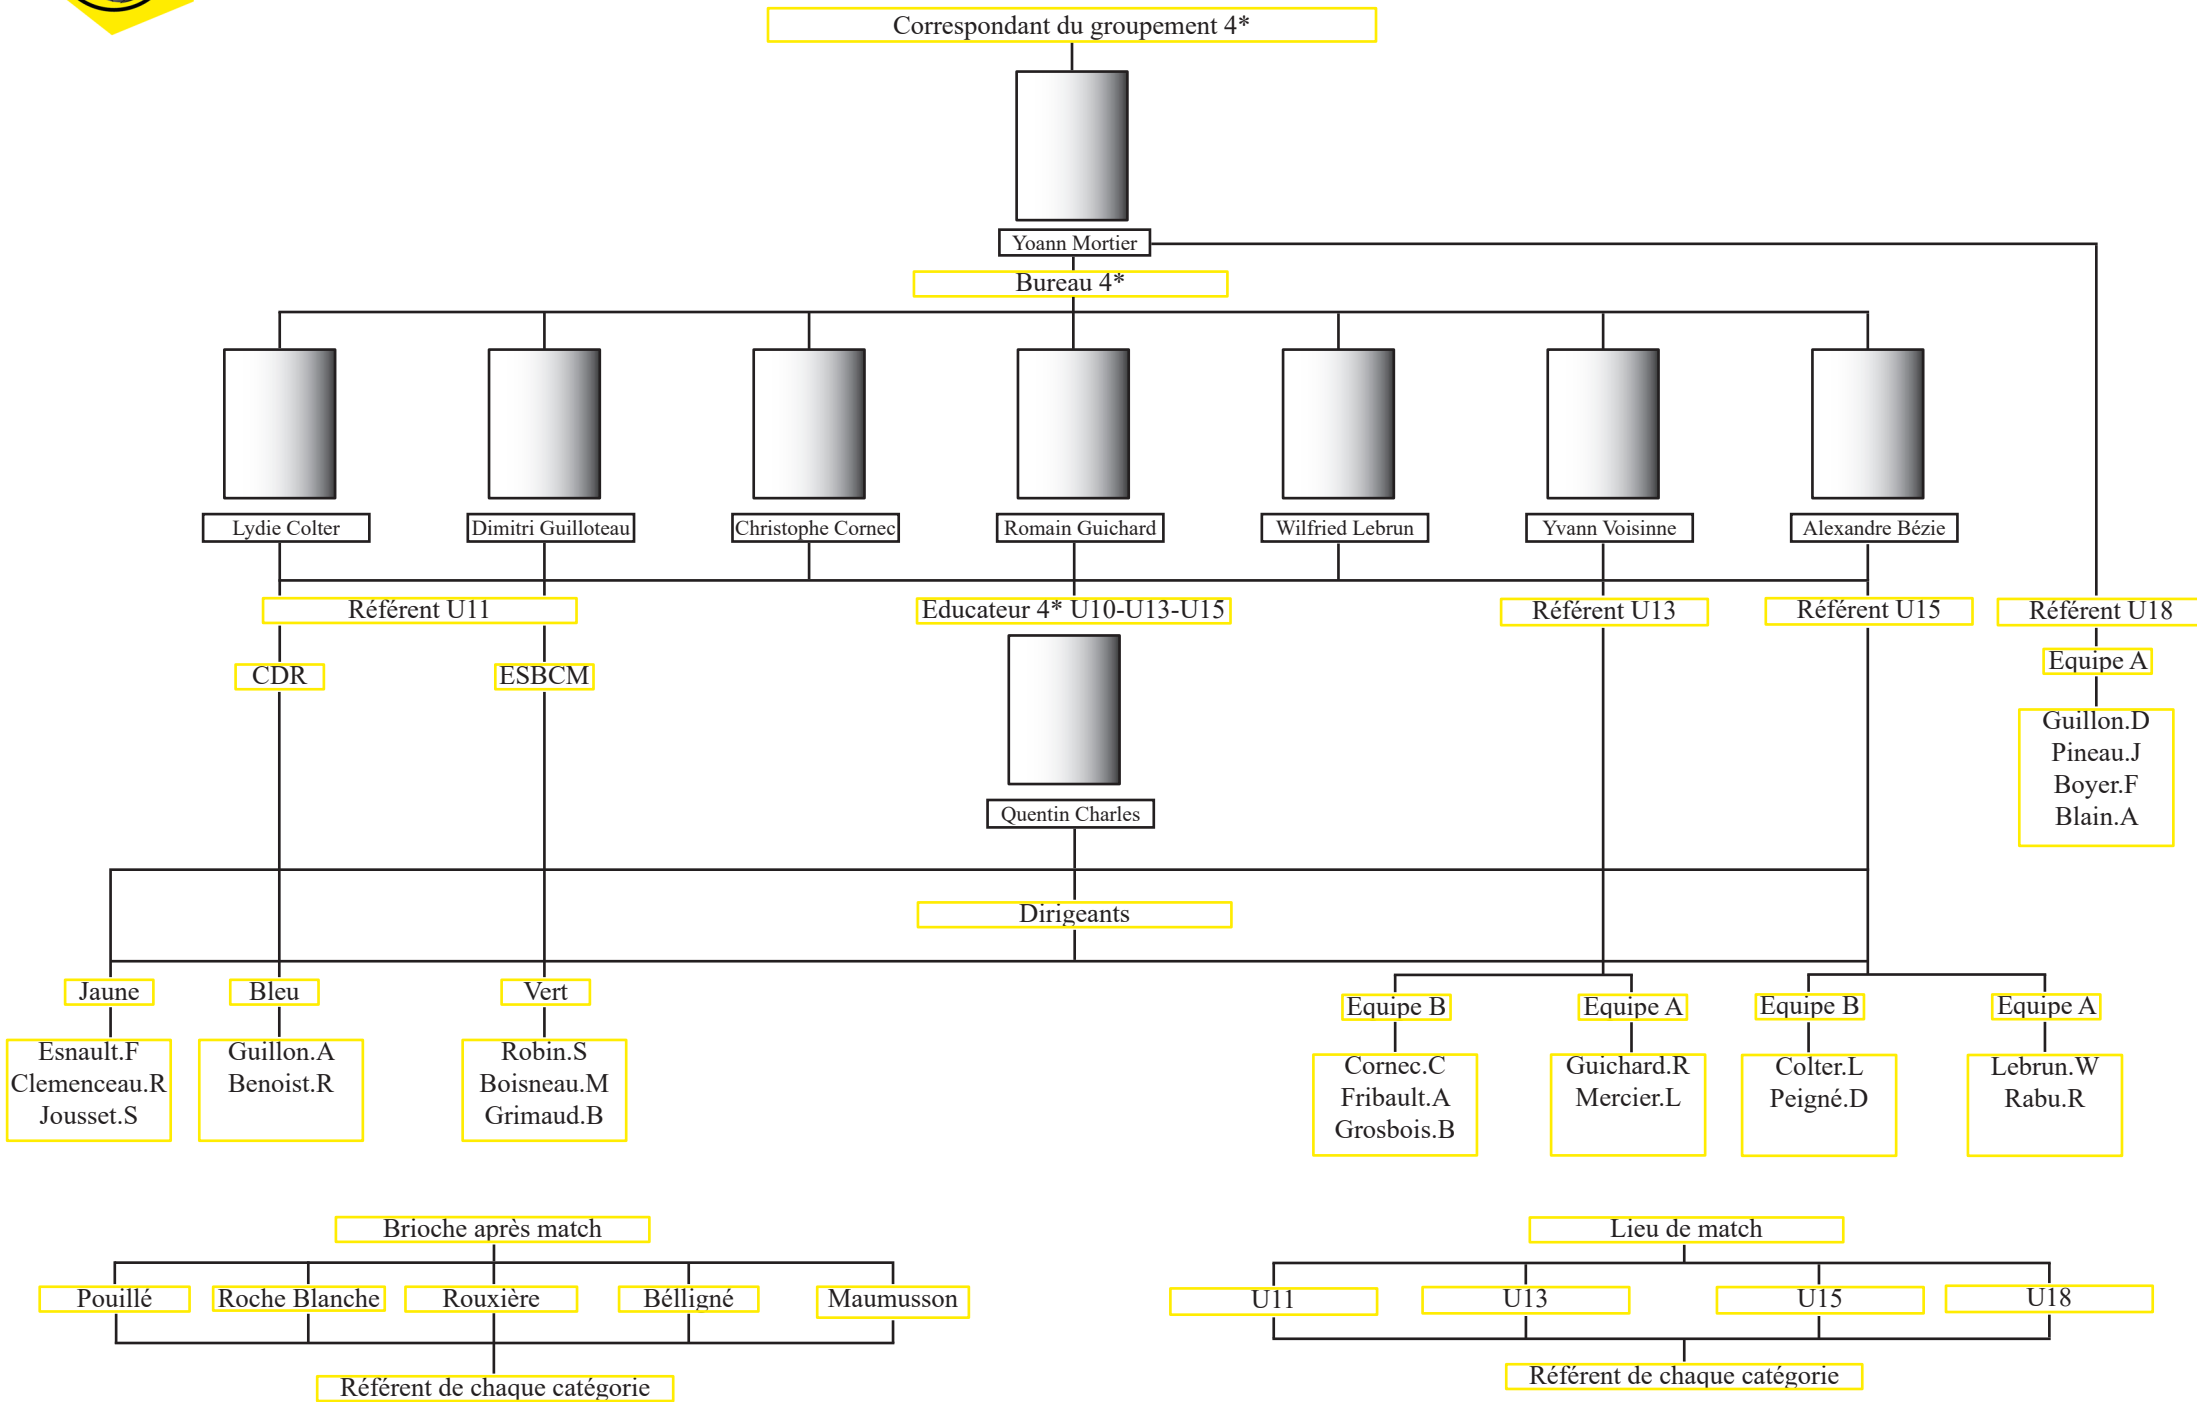 Correspondant du groupement 4*
Yoann Mortier
Bureau 4*
Lydie Colter
Dimitri Guilloteau
Christophe Cornec
Romain Guichard
Wilfried Lebrun
Yvann Voisinne
Alexandre Bézie
Référent U11
Educateur 4* U10-U13-U15
Référent U13
Référent U15
Référent U18
CDR
ESBCM
Equipe A
Guillon.D
Pineau.J
Boyer.F
Blain.A
Quentin Charles
Dirigeants
Jaune
Esnault.F
Clemenceau.R
Jousset.S
Bleu
Guillon.A
Benoist.R
Vert
Robin.S
Boisneau.M
Grimaud.B
Equipe B
Cornec.C
Fribault.A
Grosbois.B
Equipe A
Guichard.R
Mercier.L
Equipe B
Colter.L
Peigné.D
Equipe A
Lebrun.W
Rabu.R
Brioche après match
Pouillé
Roche Blanche
Rouxière
Bélligné
Maumusson
Référent de chaque catégorie
Lieu de match
U11
U13
U15
U18
Référent de chaque catégorie